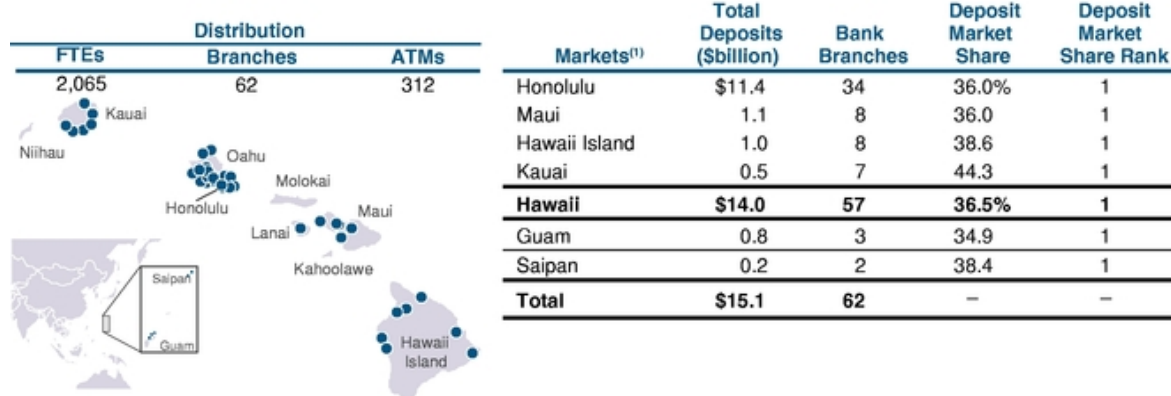 Distribution
FTEs Branches ATMs
2,065 62 312
Kauai
Niihau
Oahu
Molokai
Honolulu
Maui
Lanai
Kahoolawe
Saipan
Guam
Hawaii
Island
Total Deposit Deposit
Deposits Bank Market Market
Markets(1) ($billion) Branches Share Share Rank
Honolulu $11.4 34 36.0% 1
Maui 1.1 8 36.0 1
Hawaii Island 1.0 8 38.6 1
Kauai 0.5 7 44.3 1
Hawaii $14.0 57 36.5% 1
Guam 0.8 3 34.9 1
Saipan 0.2 2 38.4 1
Total $15.1 62 – –